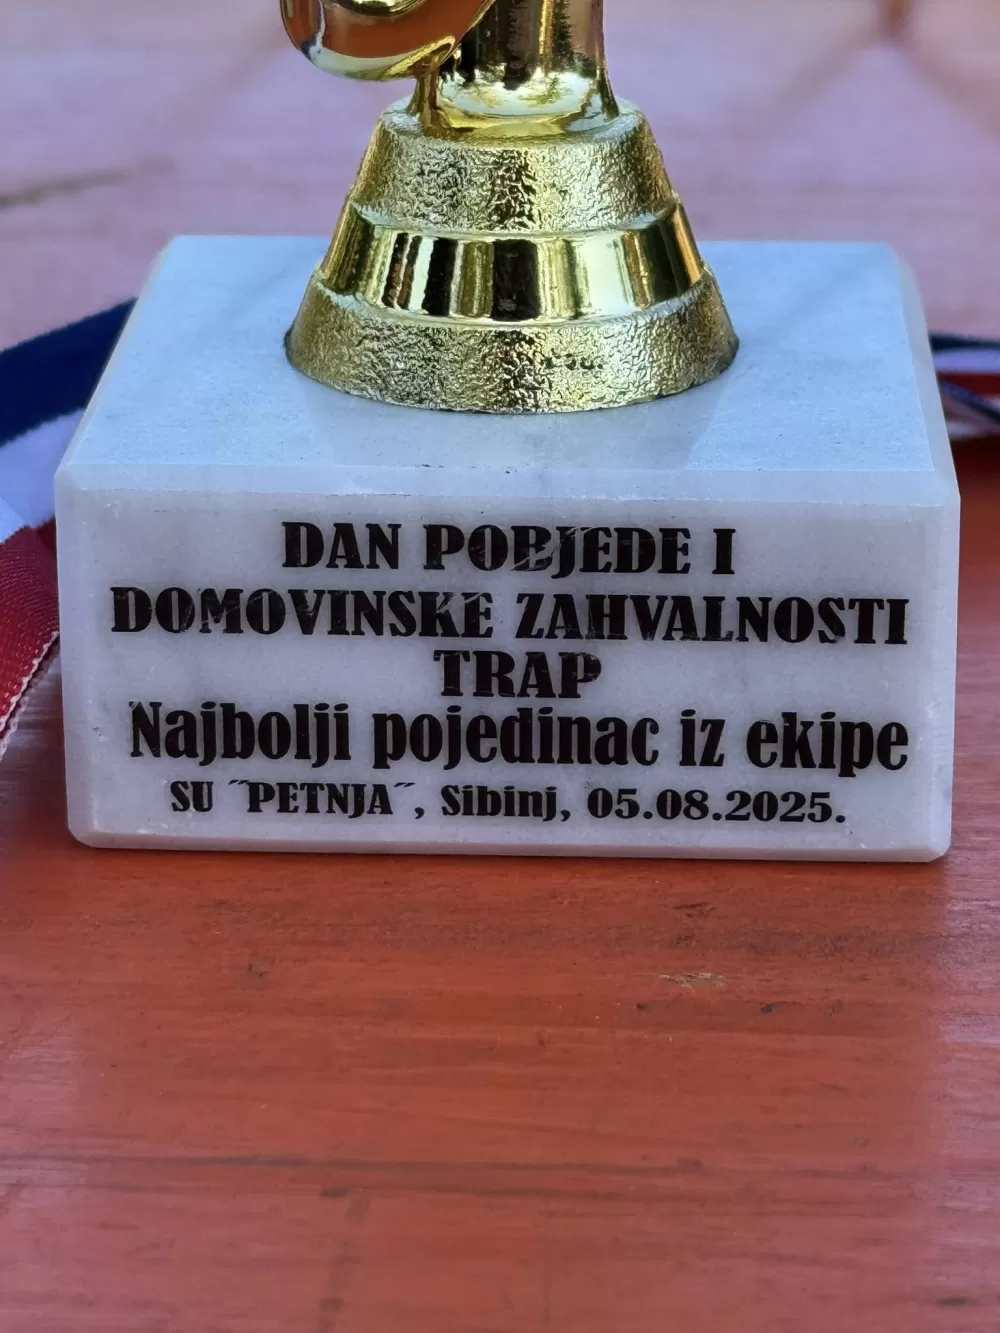 DAN POBJEDE I
DOMOVINSKE ZAHVALNOSTI
TRAP
Najbolji pojedinac iz ekipe
SU ˝PETNJA˝, Sibinj, 05.08.2025.